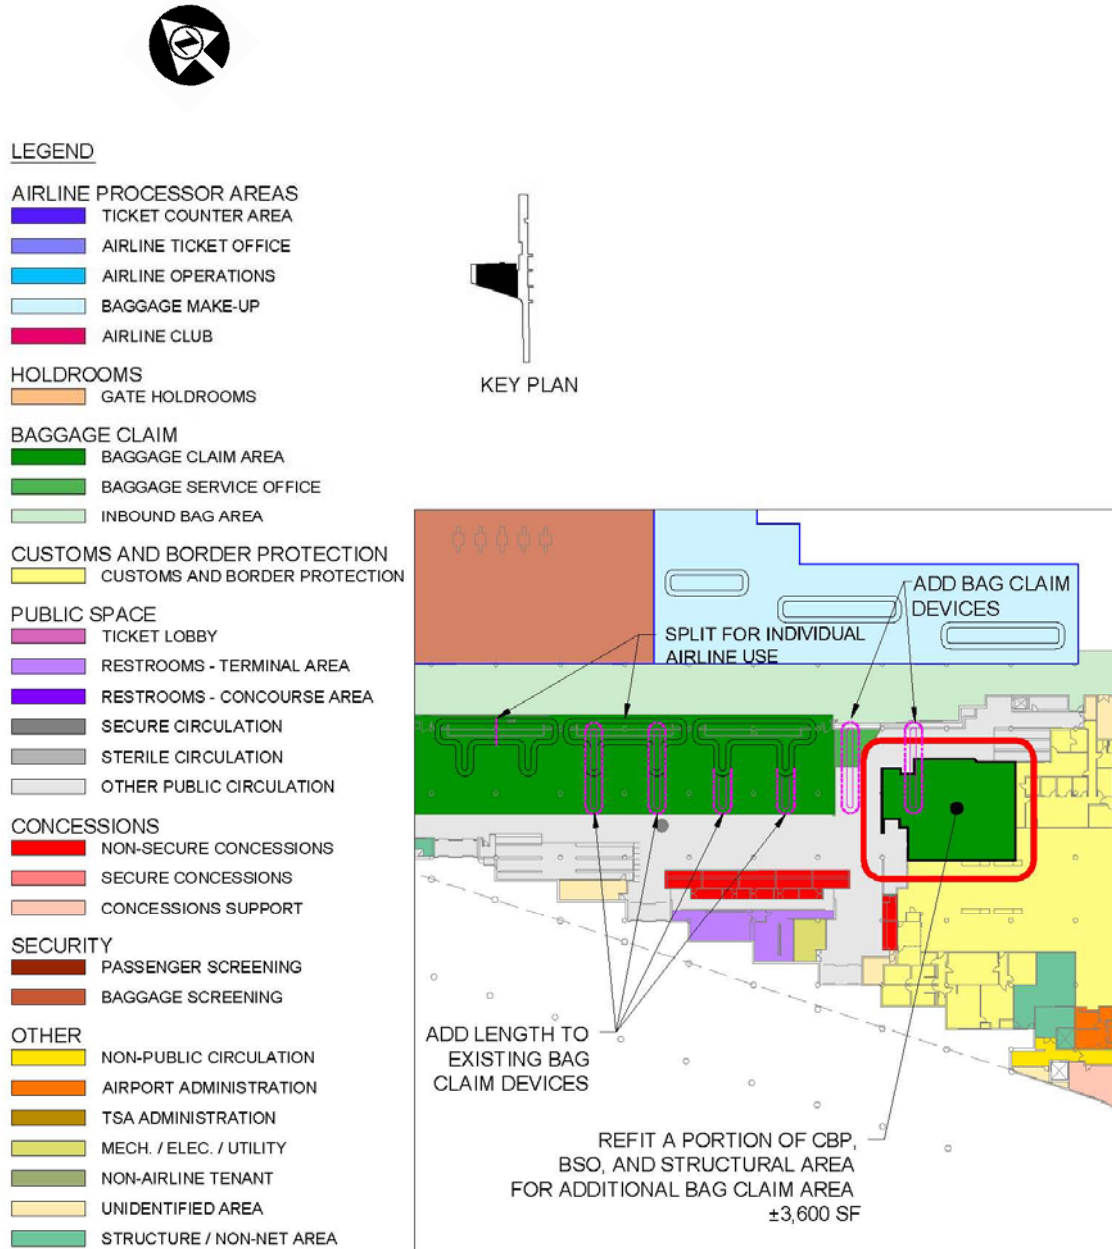 N
LEGEND
AIRLINE PROCESSOR AREAS
TICKET COUNTER AREA
AIRLINE TICKET OFFICE
AIRLINE OPERATIONS
BAGGAGE MAKE-UP
AIRLINE CLUB
HOLDROOMS
GATE HOLDROOMS
BAGGAGE CLAIM
BAGGAGE CLAIM AREA
BAGGAGE SERVICE OFFICE
INBOUND BAG AREA
CUSTOMS AND BORDER PROTECTION
CUSTOMS AND BORDER PROTECTION
PUBLIC SPACE
TICKET LOBBY
RESTROOMS - TERMINAL AREA
RESTROOMS - CONCOURSE AREA
SECURE CIRCULATION
STERILE CIRCULATION
OTHER PUBLIC CIRCULATION
CONCESSIONS
NON-SECURE CONCESSIONS
SECURE CONCESSIONS
CONCESSIONS SUPPORT
SECURITY
PASSENGER SCREENING
BAGGAGE SCREENING
OTHER
NON-PUBLIC CIRCULATION
AIRPORT ADMINISTRATION
TSA ADMINISTRATION
MECH. / ELEC. / UTILITY
NON-AIRLINE TENANT
UNIDENTIFIED AREA
STRUCTURE / NON-NET AREA
KEY PLAN
ADD BAG CLAIM
DEVICES
SPLIT FOR INDIVIDUAL
AIRLINE USE
ADD LENGTH TO
EXISTING BAG
CLAIM DEVICES
REFIT A PORTION OF CBP,
BSO, AND STRUCTURAL AREA
FOR ADDITIONAL BAG CLAIM AREA
±3,600 SF